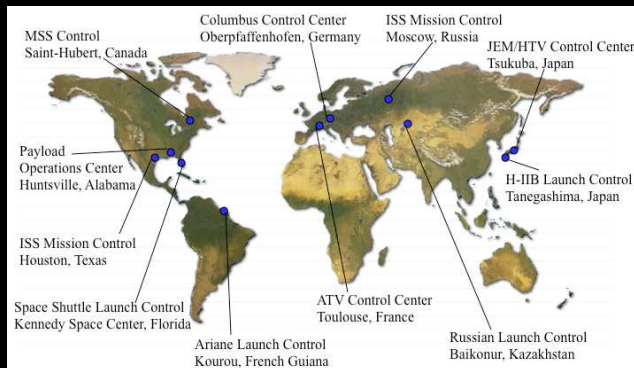 MSS Control
Saint-Hubert, Canada
Columbus Control Center
Oberpfaffenhofen, Germany
ISS Mission Control
Moscow, Russia
JEM/HTV Control Center
Tsukuba, Japan
Payload
Operations Center
Huntsville, Alabama
H-IIB Launch Control
Tanegashima, Japan
ISS Mission Control
Houston, Texas
Space Shuttle Launch Control
Kennedy Space Center, Florida
ATV Control Center
Toulouse, France
Ariane Launch Control
Kourou, French Guiana
Russian Launch Control
Baikonur, Kazakhstan